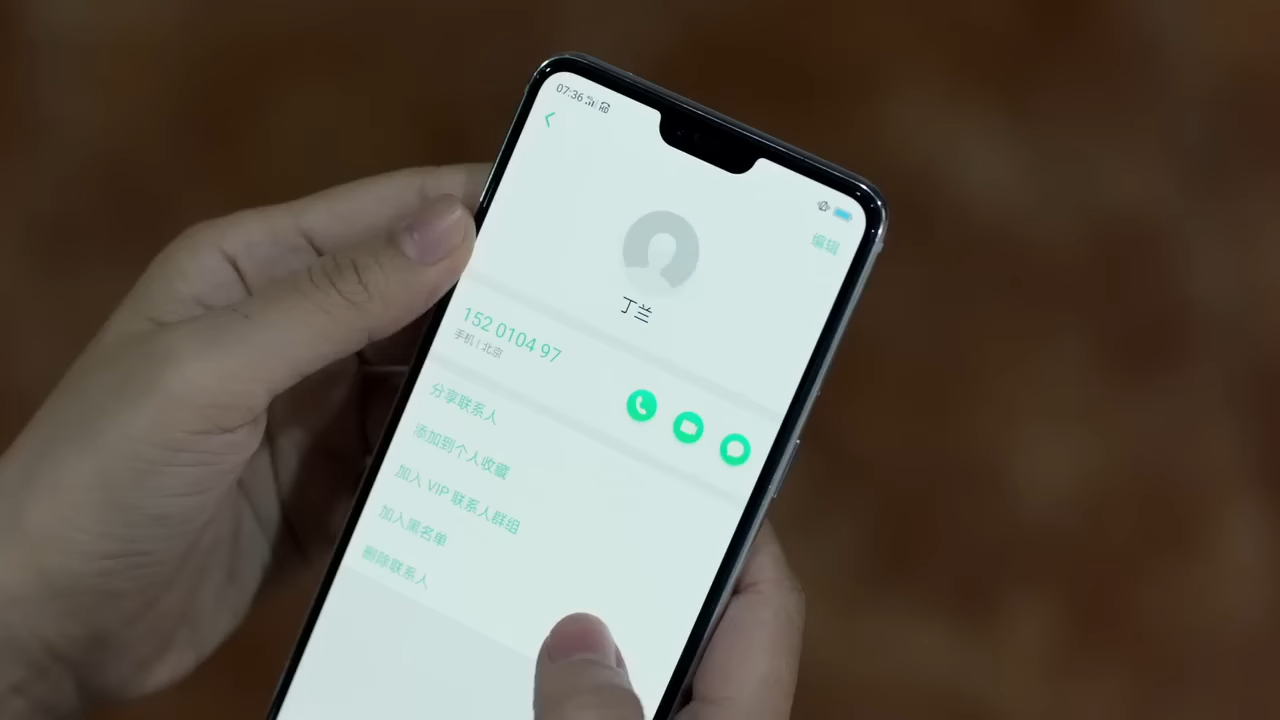 07:36
编辑
丁兰
152 0104 97
手机 | 北京
分享联系人
添加到个人收藏
加入 VIP 联系人群组
加入黑名单
删除联系人